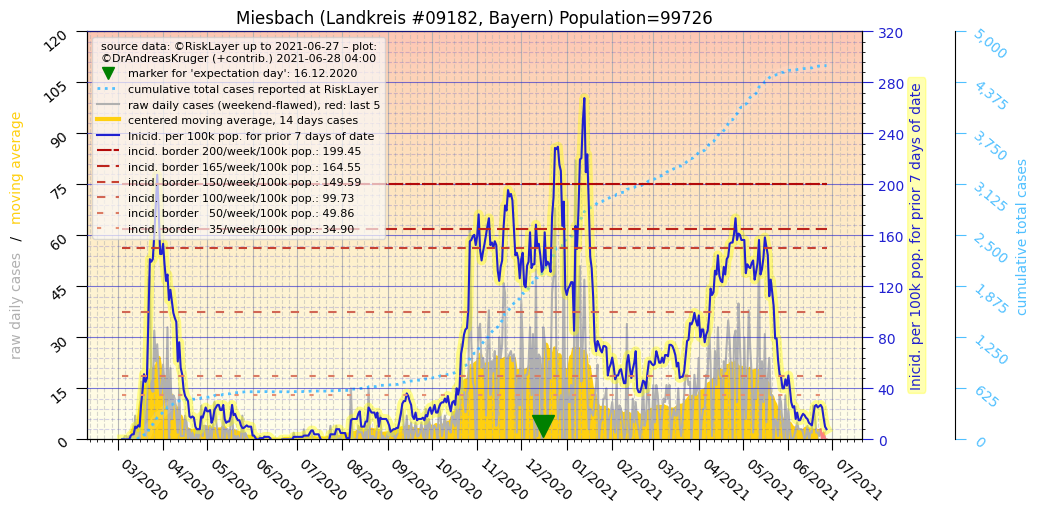 Miesbach (Landkreis #09182, Bayern) Population=99726
source data: ©RiskLayer up to 2021-06-27 – plot:
©DrAndreasKruger (+contrib.) 2021-06-28 04:00
marker for 'expectation day': 16.12.2020
cumulative total cases reported at RiskLayer
raw daily cases (weekend-flawed), red: last 5
centered moving average, 14 days cases
Inicid. per 100k pop. for prior 7 days of date
incid. border 200/week/100k pop.: 199.45
incid. border 165/week/100k pop.: 164.55
incid. border 150/week/100k pop.: 149.59
incid. border 100/week/100k pop.: 99.73
incid. border   50/week/100k pop.: 49.86
incid. border   35/week/100k pop.: 34.90
raw daily cases / moving average
120
105
90
75
60
45
30
15
0
03/2020
04/2020
05/2020
06/2020
07/2020
08/2020
09/2020
10/2020
11/2020
12/2020
01/2021
02/2021
03/2021
04/2021
05/2021
06/2021
07/2021
320
280
240
200
160
120
80
40
0
Inicid. per 100k pop. for prior 7 days of date
5,000
4,375
3,750
3,125
2,500
1,875
1,250
625
0
cumulative total cases